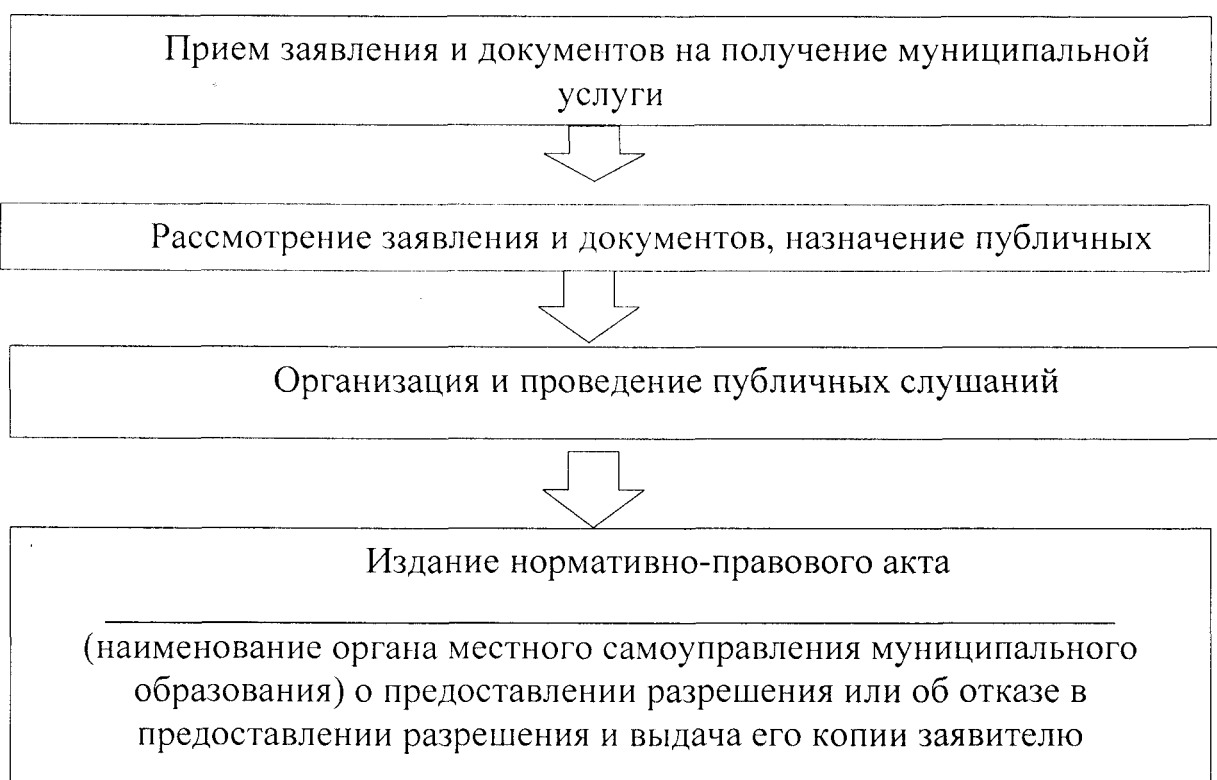 Прием заявления и документов на получение муниципальной
услуги
Рассмотрение заявления и документов, назначение публичных
Организация и проведение публичных слушаний
Издание нормативно-правового акта
(наименование органа местного самоуправления муниципального
образования) о предоставлении разрешения или об отказе в
предоставлении разрешения и выдача его копии заявителю